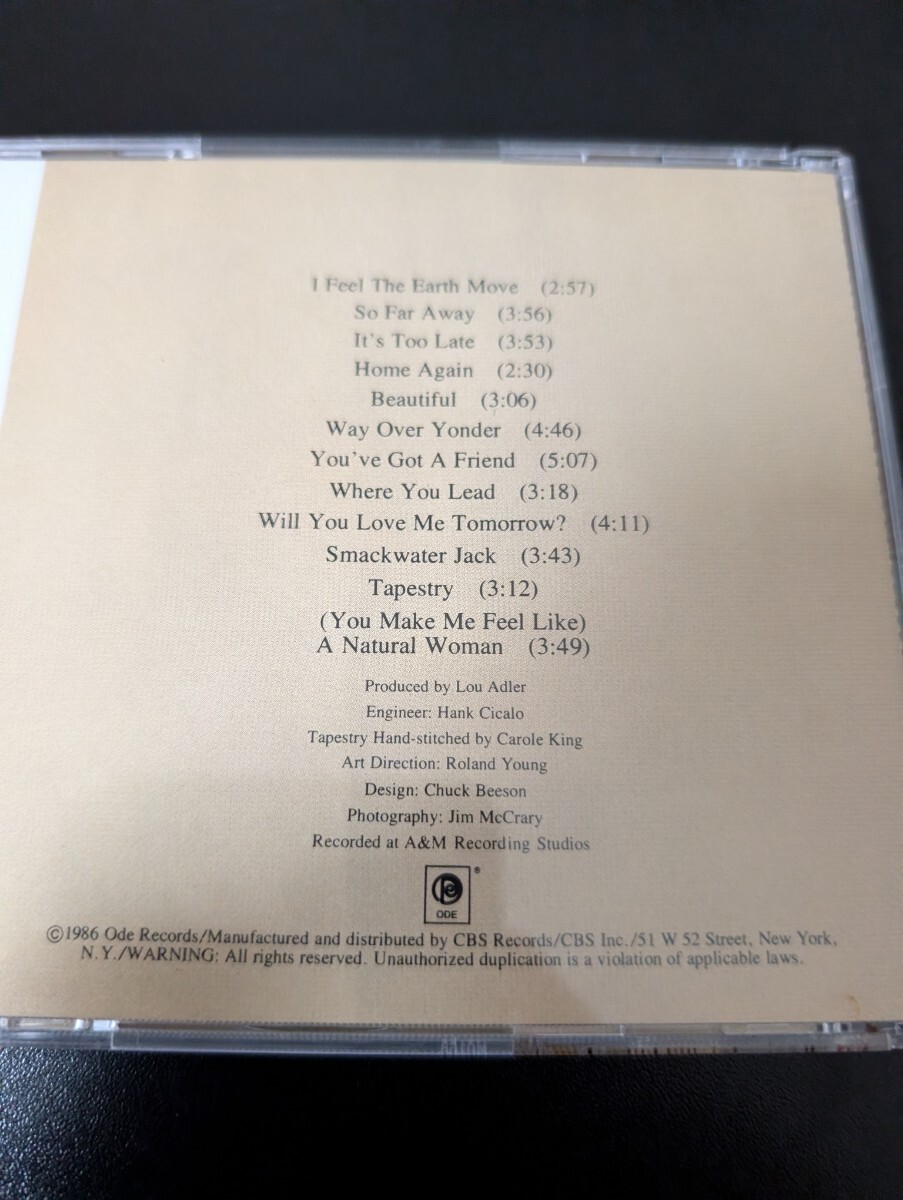 I Feel The Earth Move (2:57)
So Far Away (3:56)
It's Too Late (3:53)
Home Again (2:30)
Beautiful (3:06)
Way Over Yonder (4:46)
You've Got A Friend (5:07)
Where You Lead (3:18)
Will You Love Me Tomorrow? (4:11)
Smackwater Jack (3:43)
Tapestry (3:12)
(You Make Me Feel Like)
A Natural Woman (3:49)
Produced by Lou Adler
Engineer: Hank Cicalo
Tapestry Hand-stitched by Carole King
Art Direction: Roland Young
Design: Chuck Beeson
Photography: Jim McCrary
Recorded at A&M Recording Studios
®
ODE
©1986 Ode Records/Manufactured and distributed by CBS Records/CBS Inc./51 W 52 Street, New York,
N.Y./WARNING: All rights reserved. Unauthorized duplication is a violation of applicable laws.